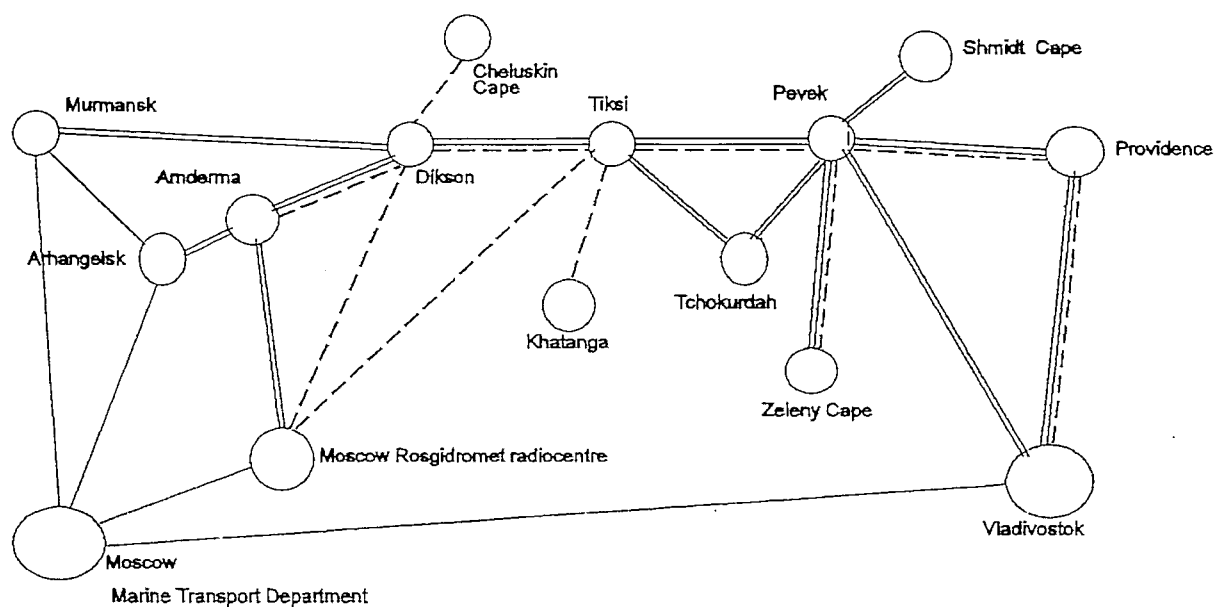 Shmidt Cape
Cheluskin
Cape
Murmansk
Tiksi
Pevek
Providence
Amderma
Dikson
Arhangelsk
Tchokurdah
Khatanga
Zeleny Cape
Moscow Rosgidromet radiocentre
Vladivostok
Moscow
Marine Transport Department